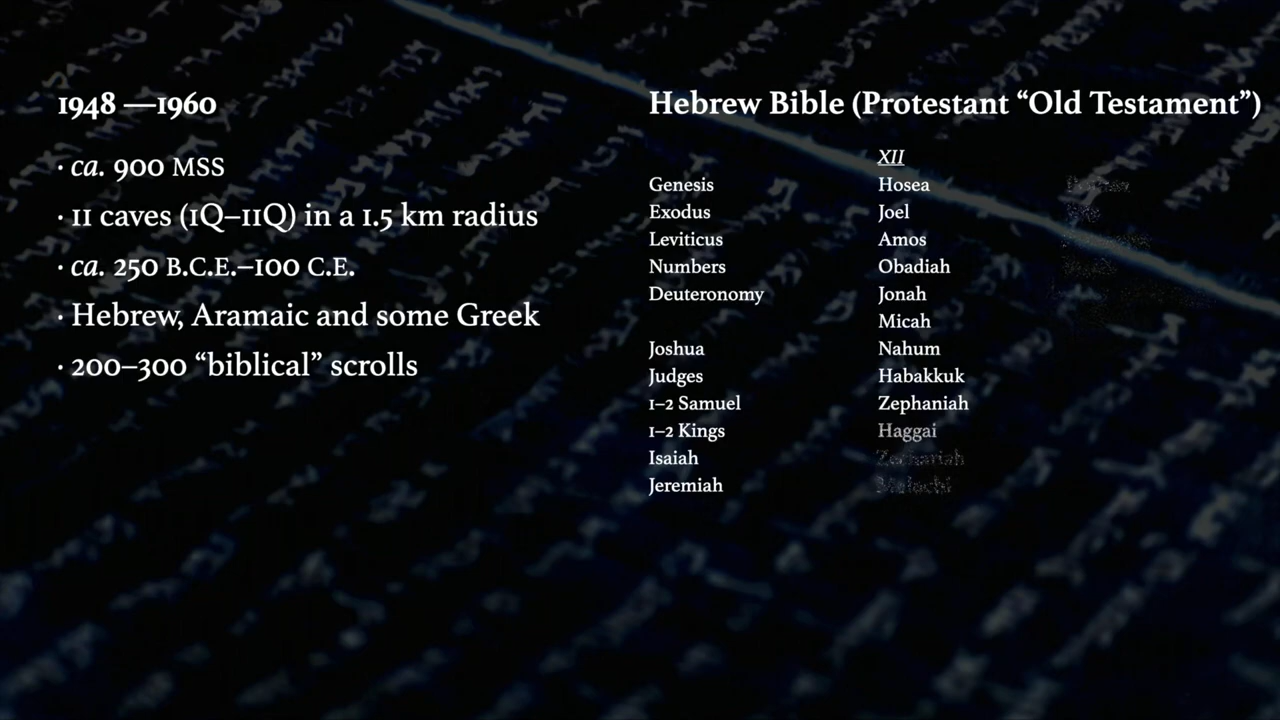 1948 —1960
· ca. 900 MSS
· 11 caves (1Q–11Q) in a 1.5 km radius
· ca. 250 B.C.E.–100 C.E.
· Hebrew, Aramaic and some Greek
· 200–300 “biblical” scrolls
Hebrew Bible (Protestant “Old Testament”)
Genesis
Exodus
Leviticus
Numbers
Deuteronomy
Joshua
Judges
1–2 Samuel
1–2 Kings
Isaiah
Jeremiah
XII
Hosea
Joel
Amos
Obadiah
Jonah
Micah
Nahum
Habakkuk
Zephaniah
Haggai
Zechariah
Malachi